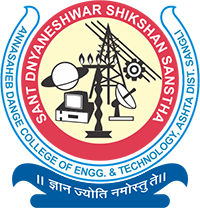 SANT DNYANESHWAR SHIKSHAN SANSTHA
ANNASAHEB DANGE COLLEGE OF ENGG. & TECHNOLOGY, ASHTA DIST. SANGLI
॥ ज्ञान ज्योति नमोस्तुते ॥